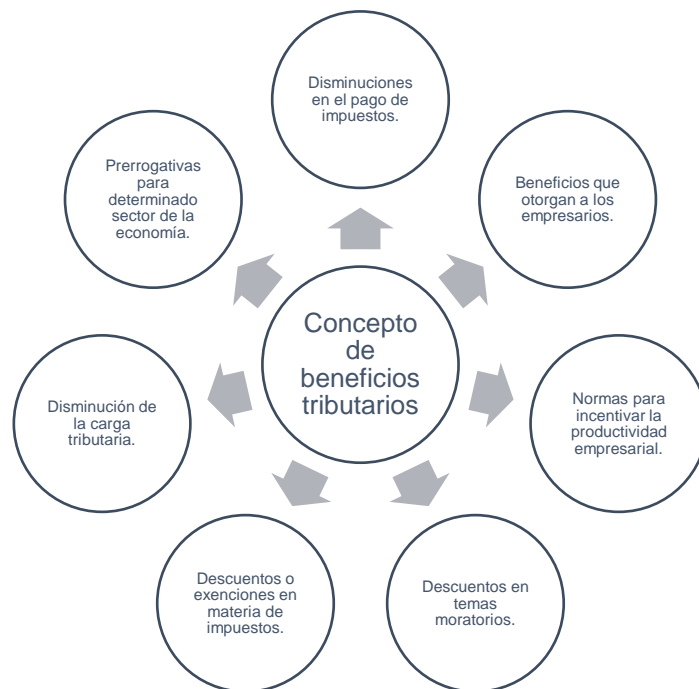 Disminuciones
en el pago de
impuestos.
Beneficios que
otorgan a los
empresarios.
Normas para
incentivar la
productividad
empresarial.
Descuentos en
temas
moratorios.
Descuentos o
exenciones en
materia de
impuestos.
Disminución de
la carga
tributaria.
Prerrogativas
para
determinado
sector de la
economía.
Concepto
de
beneficios
tributarios